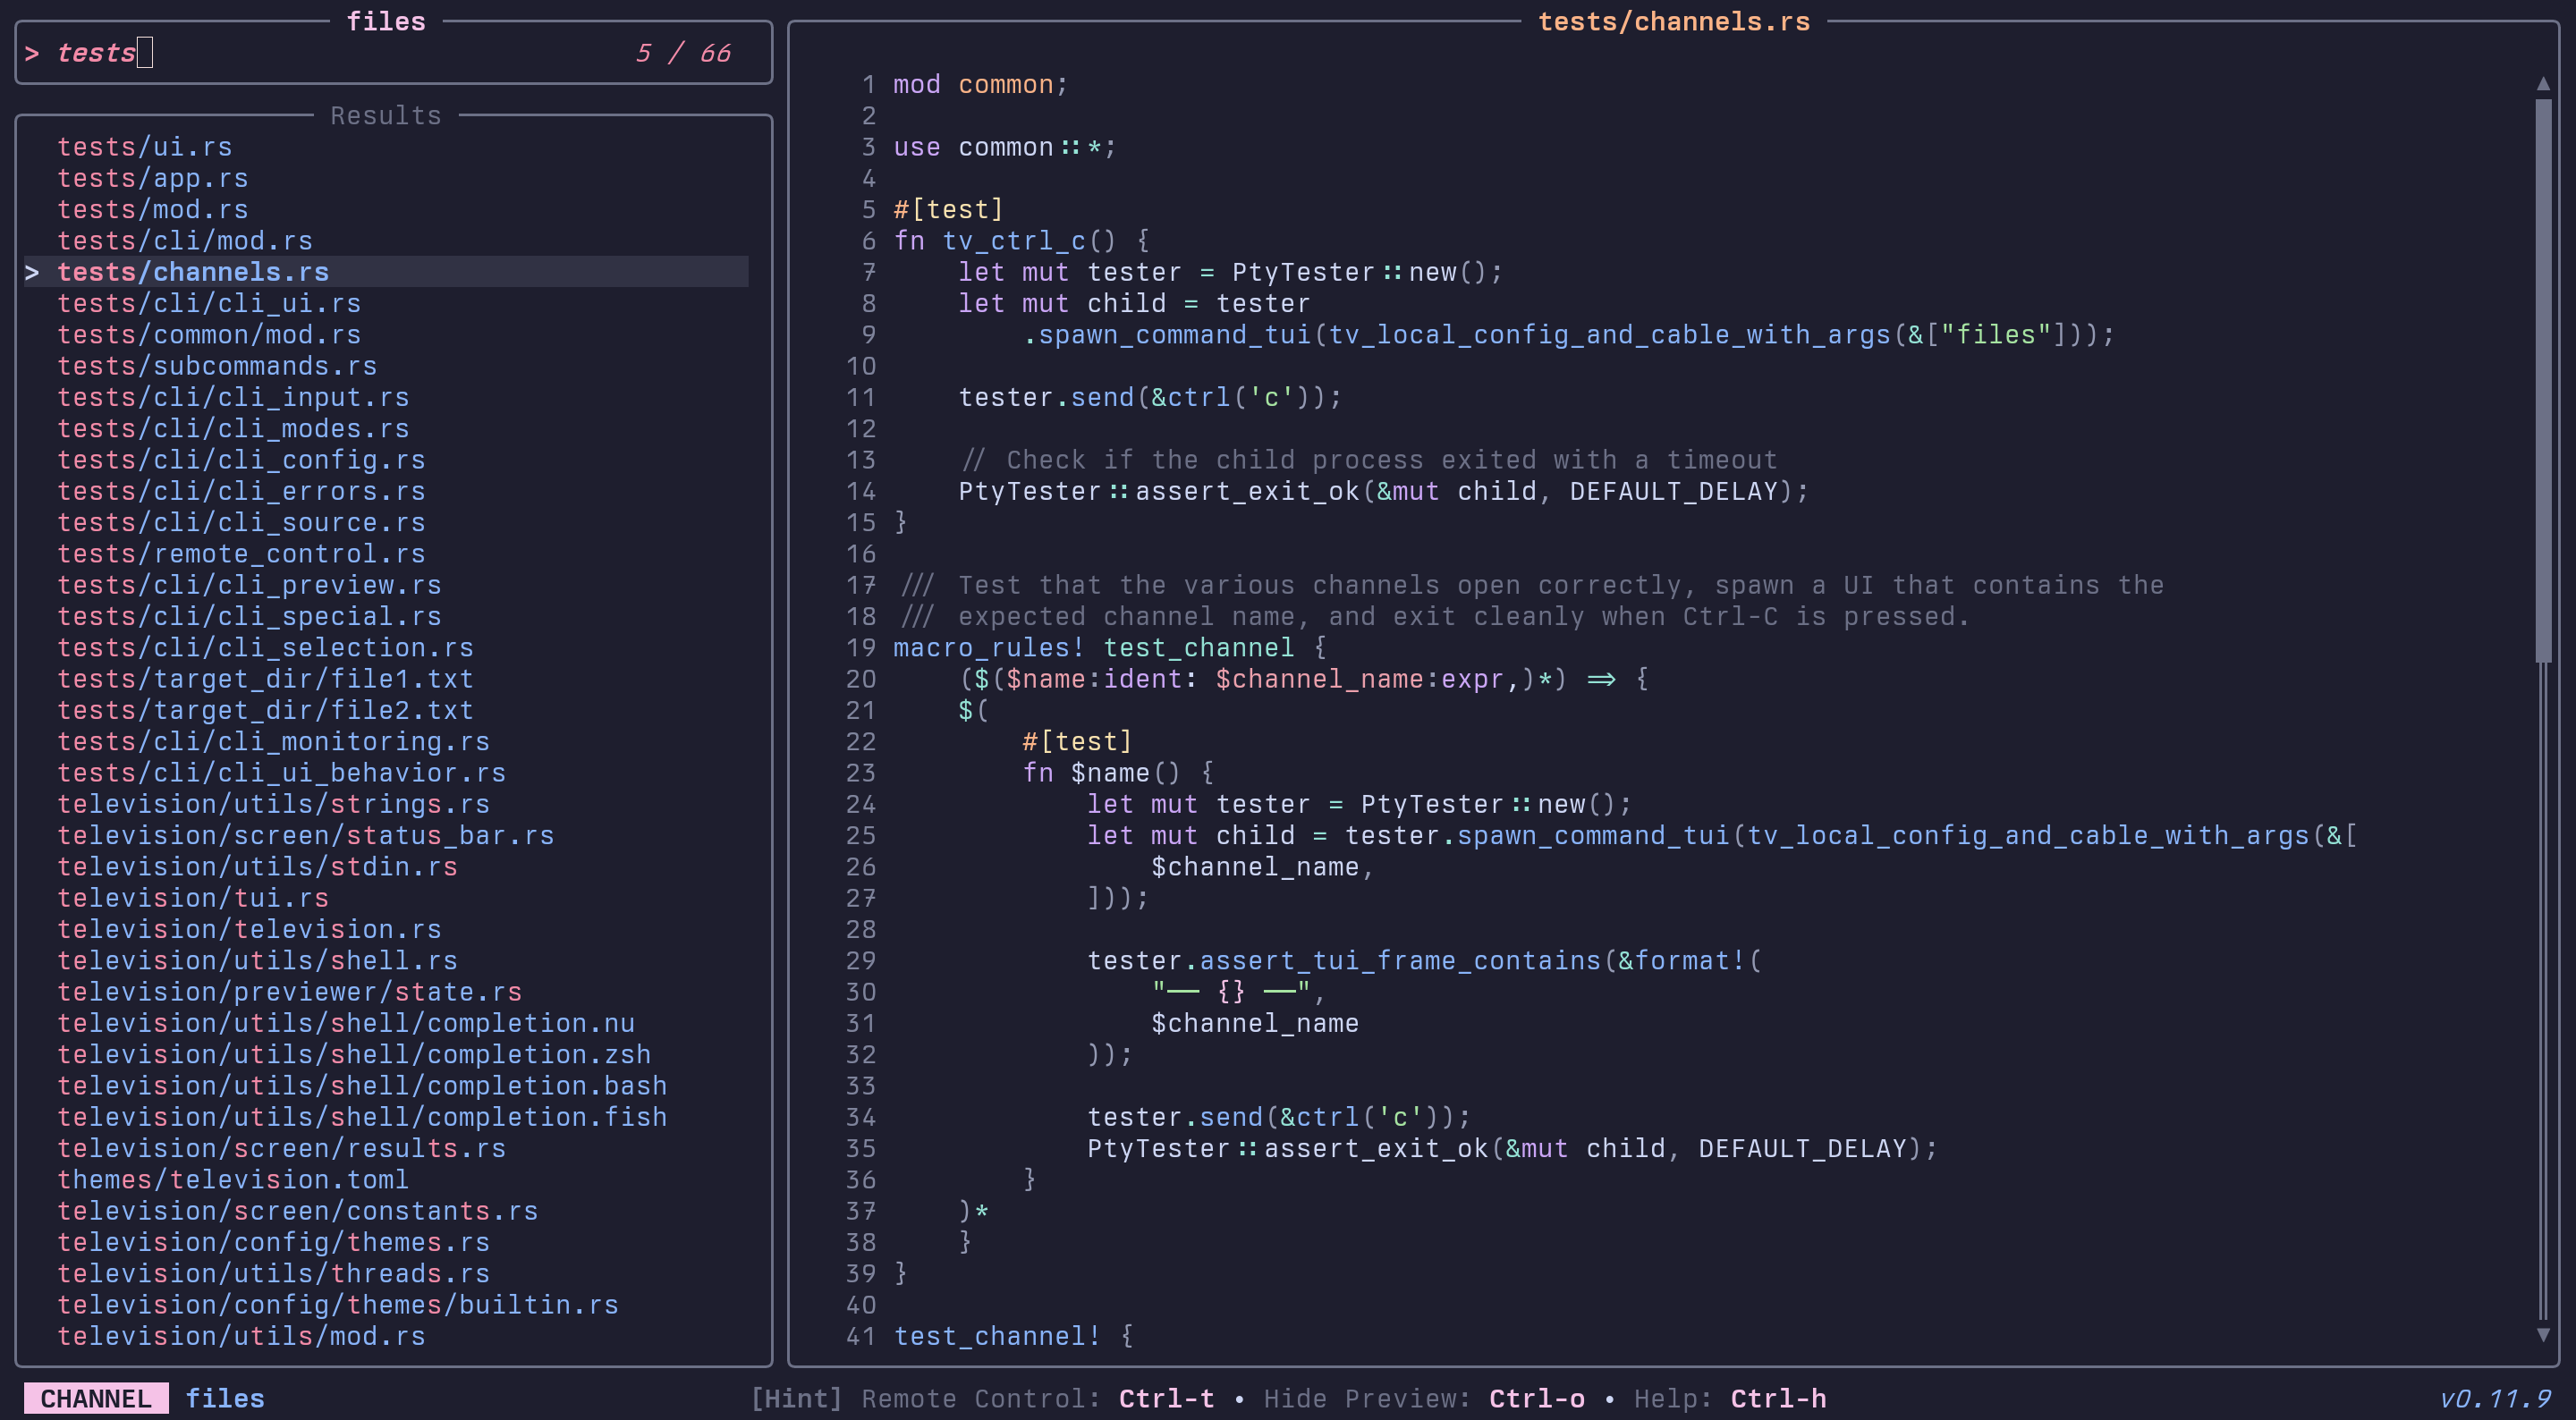 files
> tests 5 / 66
Results
tests/ui.rs
tests/app.rs
tests/mod.rs
tests/cli/mod.rs
> tests/channels.rs
tests/cli/cli_ui.rs
tests/common/mod.rs
tests/subcommands.rs
tests/cli/cli_input.rs
tests/cli/cli_modes.rs
tests/cli/cli_config.rs
tests/cli/cli_errors.rs
tests/cli/cli_source.rs
tests/remote_control.rs
tests/cli/cli_preview.rs
tests/cli/cli_special.rs
tests/cli/cli_selection.rs
tests/target_dir/file1.txt
tests/target_dir/file2.txt
tests/cli/cli_monitoring.rs
tests/cli/cli_ui_behavior.rs
television/utils/strings.rs
television/screen/status_bar.rs
television/utils/stdin.rs
television/tui.rs
television/television.rs
television/utils/shell.rs
television/previewer/state.rs
television/utils/shell/completion.nu
television/utils/shell/completion.zsh
television/utils/shell/completion.bash
television/utils/shell/completion.fish
television/screen/results.rs
themes/television.toml
television/screen/constants.rs
television/config/themes.rs
television/utils/threads.rs
television/config/themes/builtin.rs
television/utils/mod.rs
tests/channels.rs
1 mod common;
2
3 use common::*;
4
5 #[test]
6 fn tv_ctrl_c() {
7     let mut tester = PtyTester::new();
8     let mut child = tester
9         .spawn_command_tui(tv_local_config_and_cable_with_args(&["files"]));
10
11     tester.send(&ctrl('c'));
12
13     // Check if the child process exited with a timeout
14     PtyTester::assert_exit_ok(&mut child, DEFAULT_DELAY);
15 }
16
17 /// Test that the various channels open correctly, spawn a UI that contains the
18 /// expected channel name, and exit cleanly when Ctrl-C is pressed.
19 macro_rules! test_channel {
20     ($($name:ident: $channel_name:expr,)*) => {
21     $(
22         #[test]
23         fn $name() {
24             let mut tester = PtyTester::new();
25             let mut child = tester.spawn_command_tui(tv_local_config_and_cable_with_args(&[
26                 $channel_name,
27             ]));
28
29             tester.assert_tui_frame_contains(&format!(
30                 "── {} ──",
31                 $channel_name
32             ));
33
34             tester.send(&ctrl('c'));
35             PtyTester::assert_exit_ok(&mut child, DEFAULT_DELAY);
36         }
37     )*
38     }
39 }
40
41 test_channel! {
CHANNEL files [Hint] Remote Control: Ctrl-t • Hide Preview: Ctrl-o • Help: Ctrl-h v0.11.9